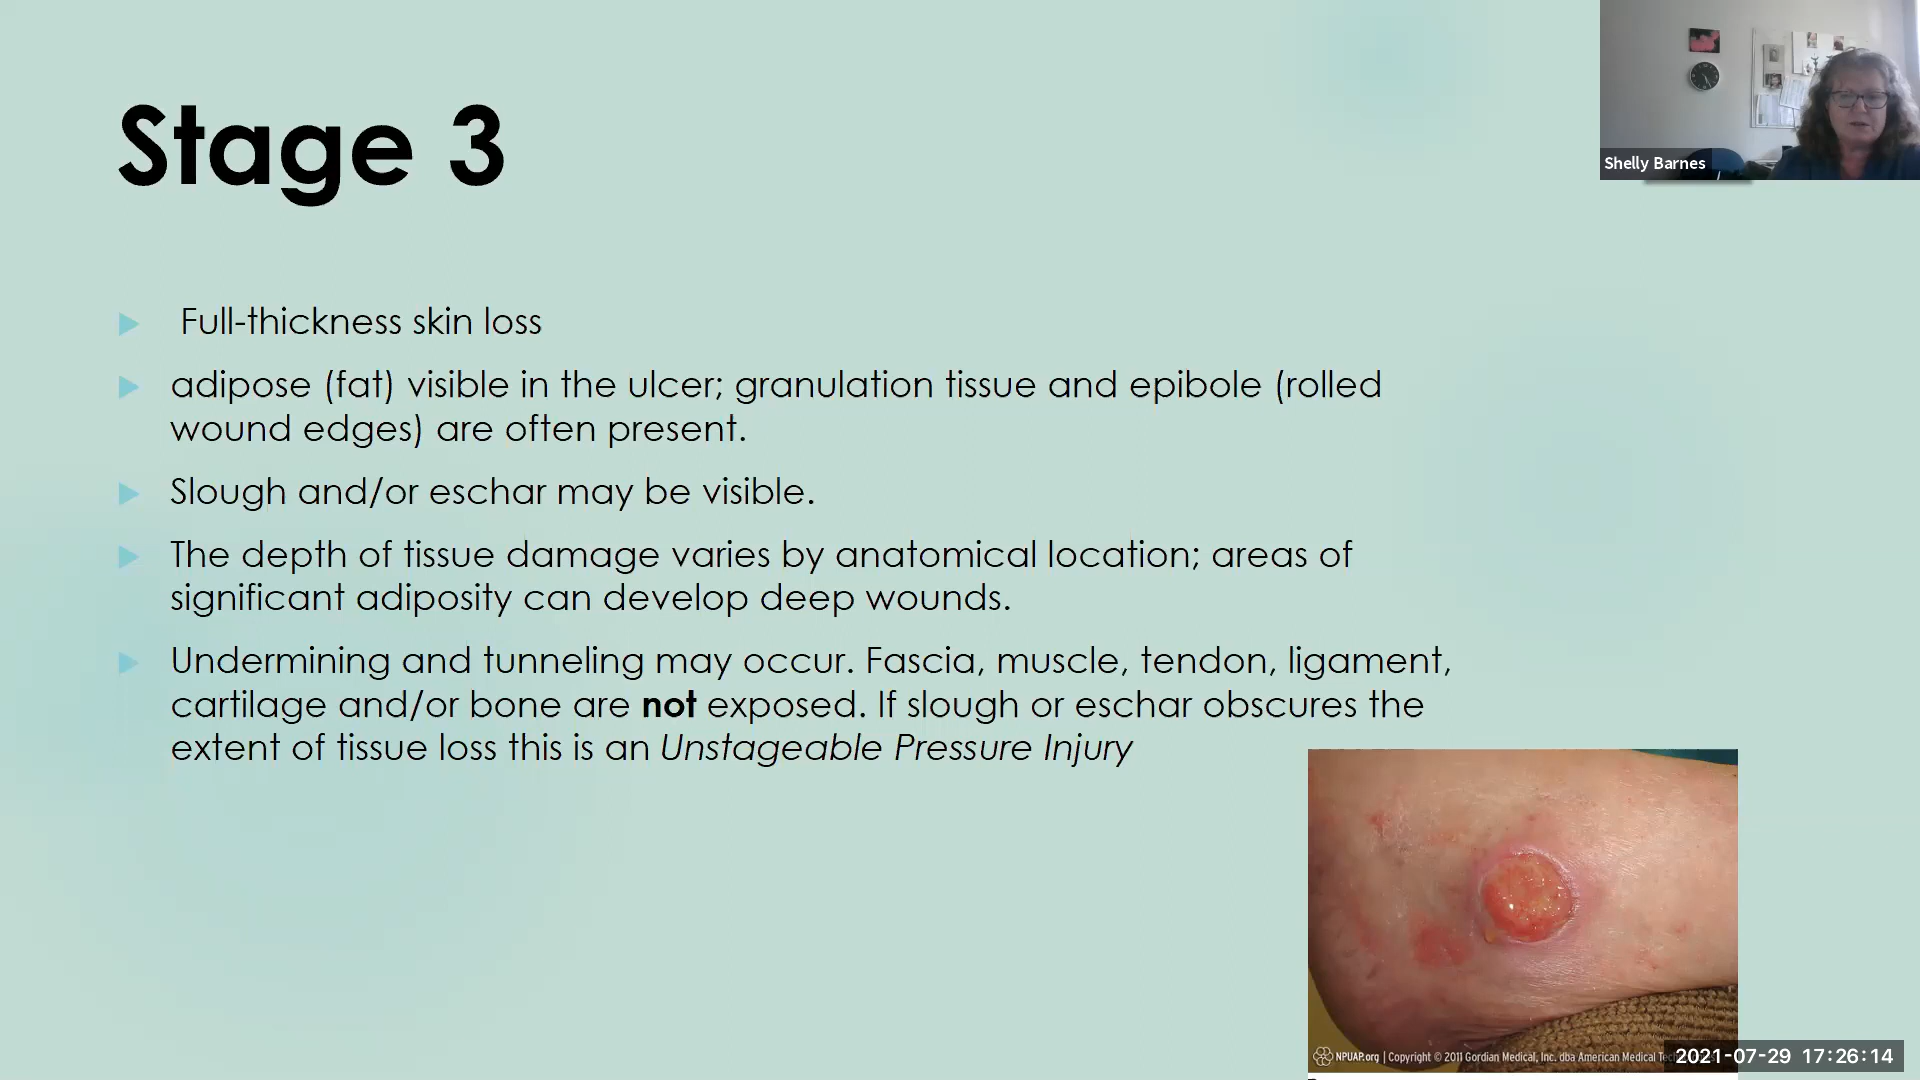 Stage 3
Shelly Barnes
Full-thickness skin loss
adipose (fat) visible in the ulcer; granulation tissue and epibole (rolled
wound edges) are often present.
Slough and/or eschar may be visible.
The depth of tissue damage varies by anatomical location; areas of
significant adiposity can develop deep wounds.
Undermining and tunneling may occur. Fascia, muscle, tendon, ligament,
cartilage and/or bone are not exposed. If slough or eschar obscures the
extent of tissue loss this is an Unstageable Pressure Injury
NPUAP.org | Copyright © 2011 Gordian Medical, Inc. dba American Medical
2021-07-29 17:26:14